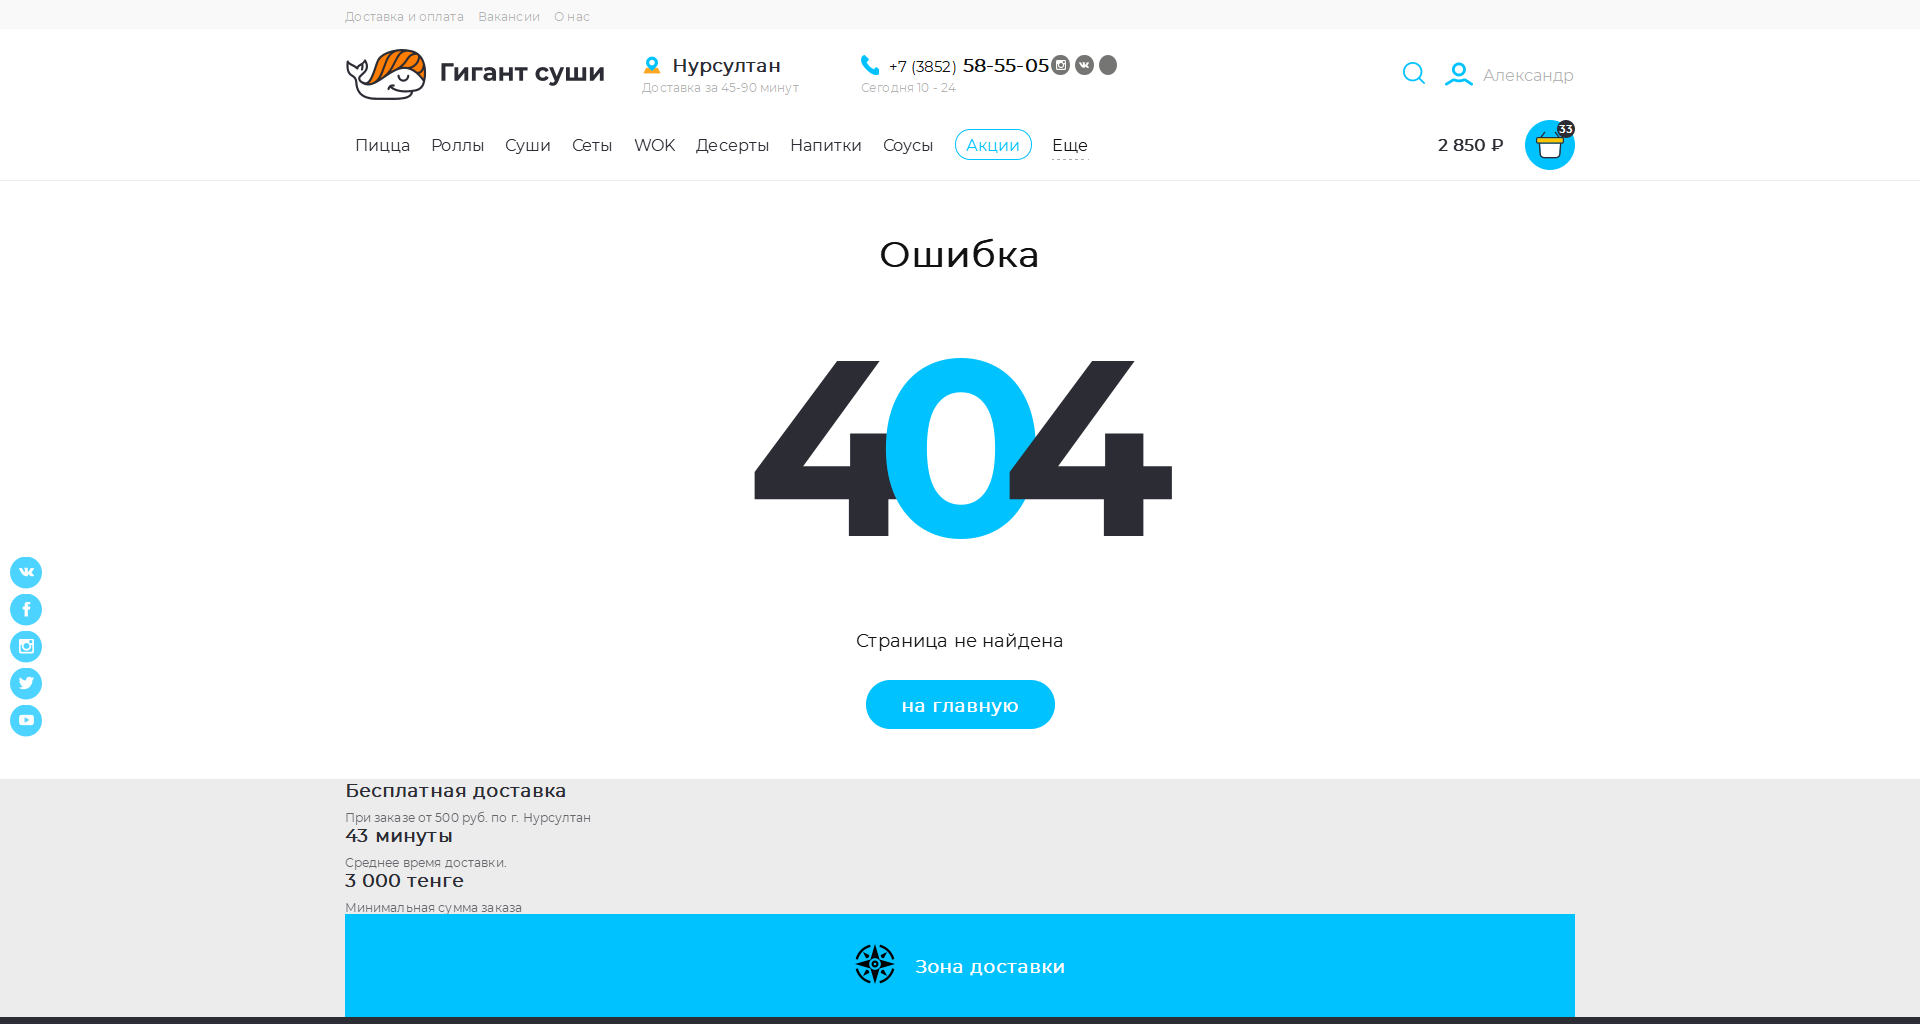 Доставка и оплата Вакансии О нас
Гигант суши
Нурсултан
Доставка за 45-90 минут
+7 (3852) 58-55-05
Сегодня 10 - 24
Александр
Пицца Роллы Суши Сеты WOK Десерты Напитки Соусы Акции Еще
2 850 ₽
33
Ошибка
404
Страница не найдена
на главную
Бесплатная доставка
При заказе от 500 руб. по г. Нурсултан
43 минуты
Среднее время доставки.
3 000 тенге
Минимальная сумма заказа
Зона доставки